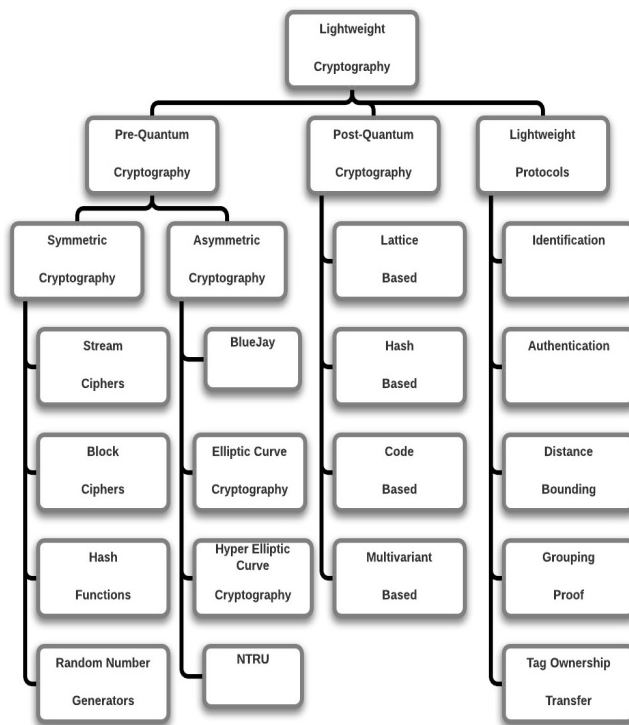 Lightweight
Cryptography
Pre-Quantum
Cryptography
Post-Quantum
Cryptography
Lightweight
Protocols
Symmetric
Cryptography
Asymmetric
Cryptography
Lattice
Based
Identification
Stream
Ciphers
BlueJay
Hash
Based
Authentication
Block
Ciphers
Elliptic Curve
Cryptography
Code
Based
Distance
Bounding
Hash
Functions
Hyper Elliptic
Curve
Cryptography
Multivariant
Based
Grouping
Proof
Random Number
Generators
NTRU
Tag Ownership
Transfer